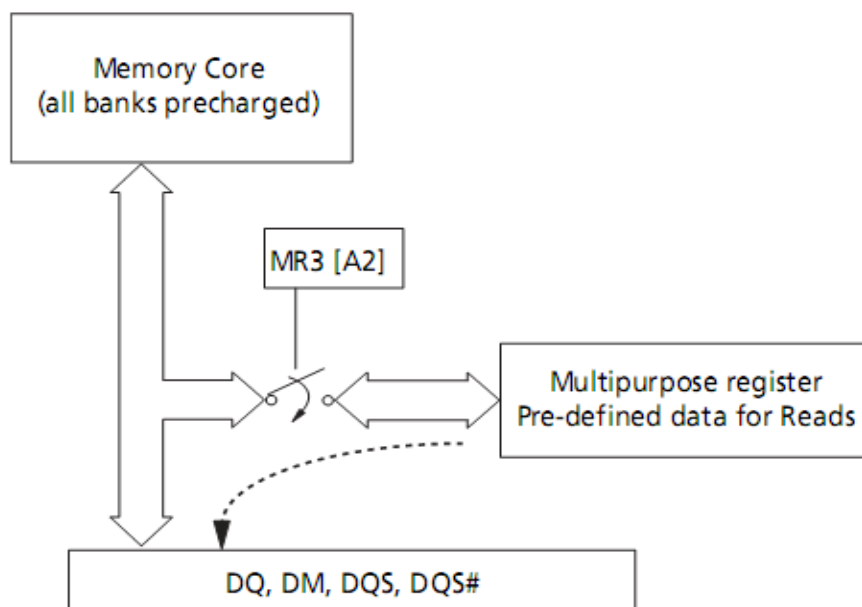 Memory Core
(all banks precharged)
MR3 [A2]
Multipurpose register
Pre-defined data for Reads
DQ, DM, DQS, DQS#